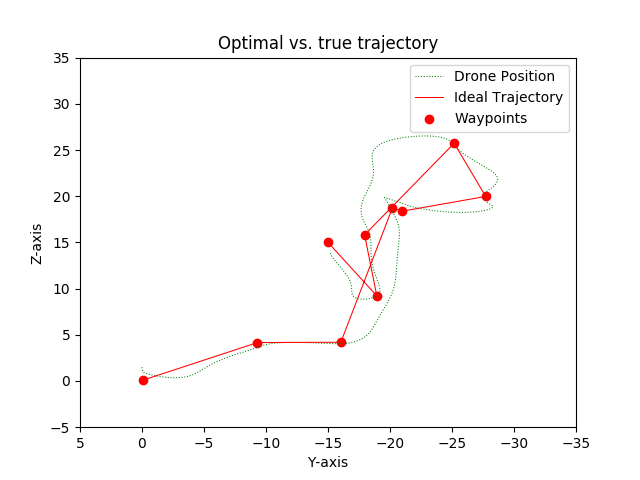 Optimal vs. true trajectory
Drone Position
Ideal Trajectory
Waypoints
Z-axis
35
30
25
20
15
10
5
0
−5
5 0 −5 −10 −15 −20 −25 −30 −35
Y-axis